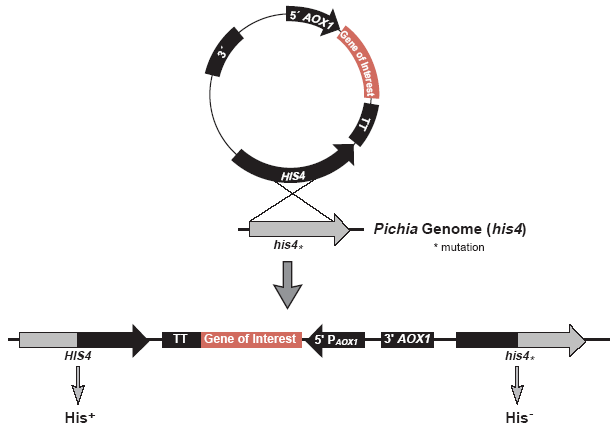 5´ AOX1
Gene of Interest
3´
TT
HIS4
his4*
Pichia Genome (his4)
* mutation
TT
Gene of Interest
5' PAOX1
3' AOX1
HIS4
his4*
His+
His-